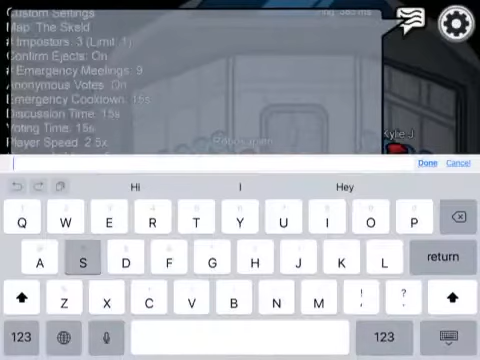 Custom Settings
Map: The Skeld
# Impostors: 3 (Limit: 1)
Confirm Ejects: On
# Emergency Meetings: 9
Anonymous Votes: On
Emergency Cooldown: 15s
Discussion Time: 15s
Voting Time: 15s
Player Speed: 2.5x
Kyle J.
Done Cancel
Hi I Hey
Q W E R T Y U I O P
A S D F G H J K L return
Z X C V B N M ! , ? .
123 123